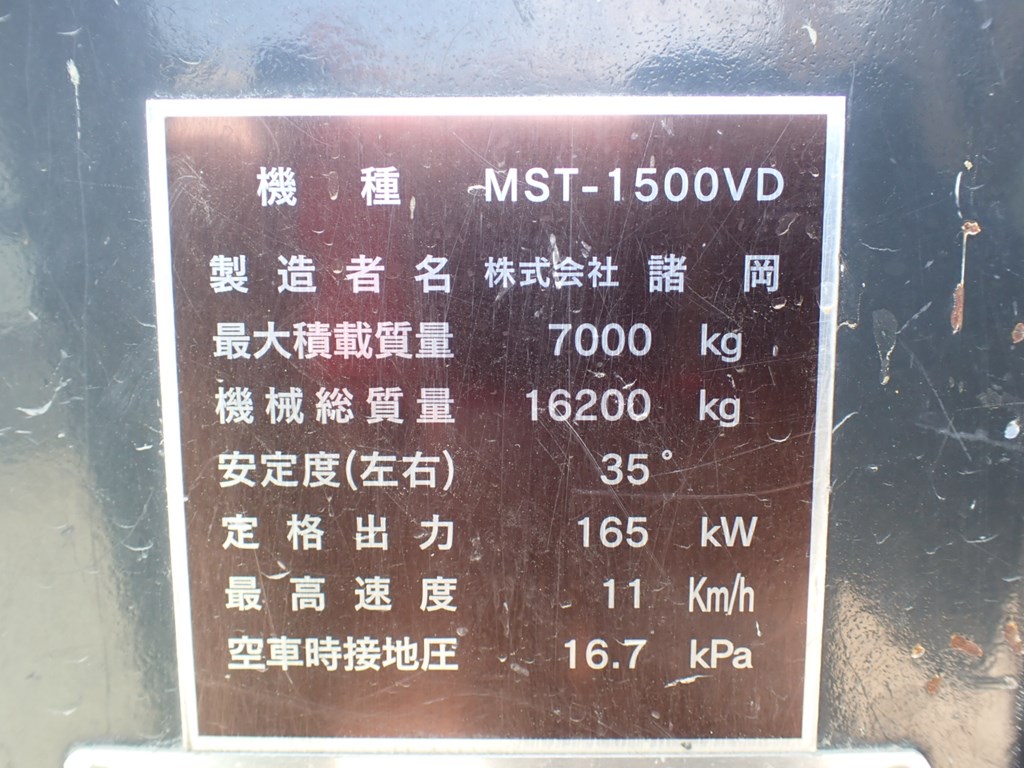 機種 MST-1500VD
製造者名 株式会社 諸岡
最大積載質量 7000 kg
機械総質量 16200 kg
安定度(左右) 35°
定格出力 165 kW
最高速度 11 Km/h
空車時接地圧 16.7 kPa